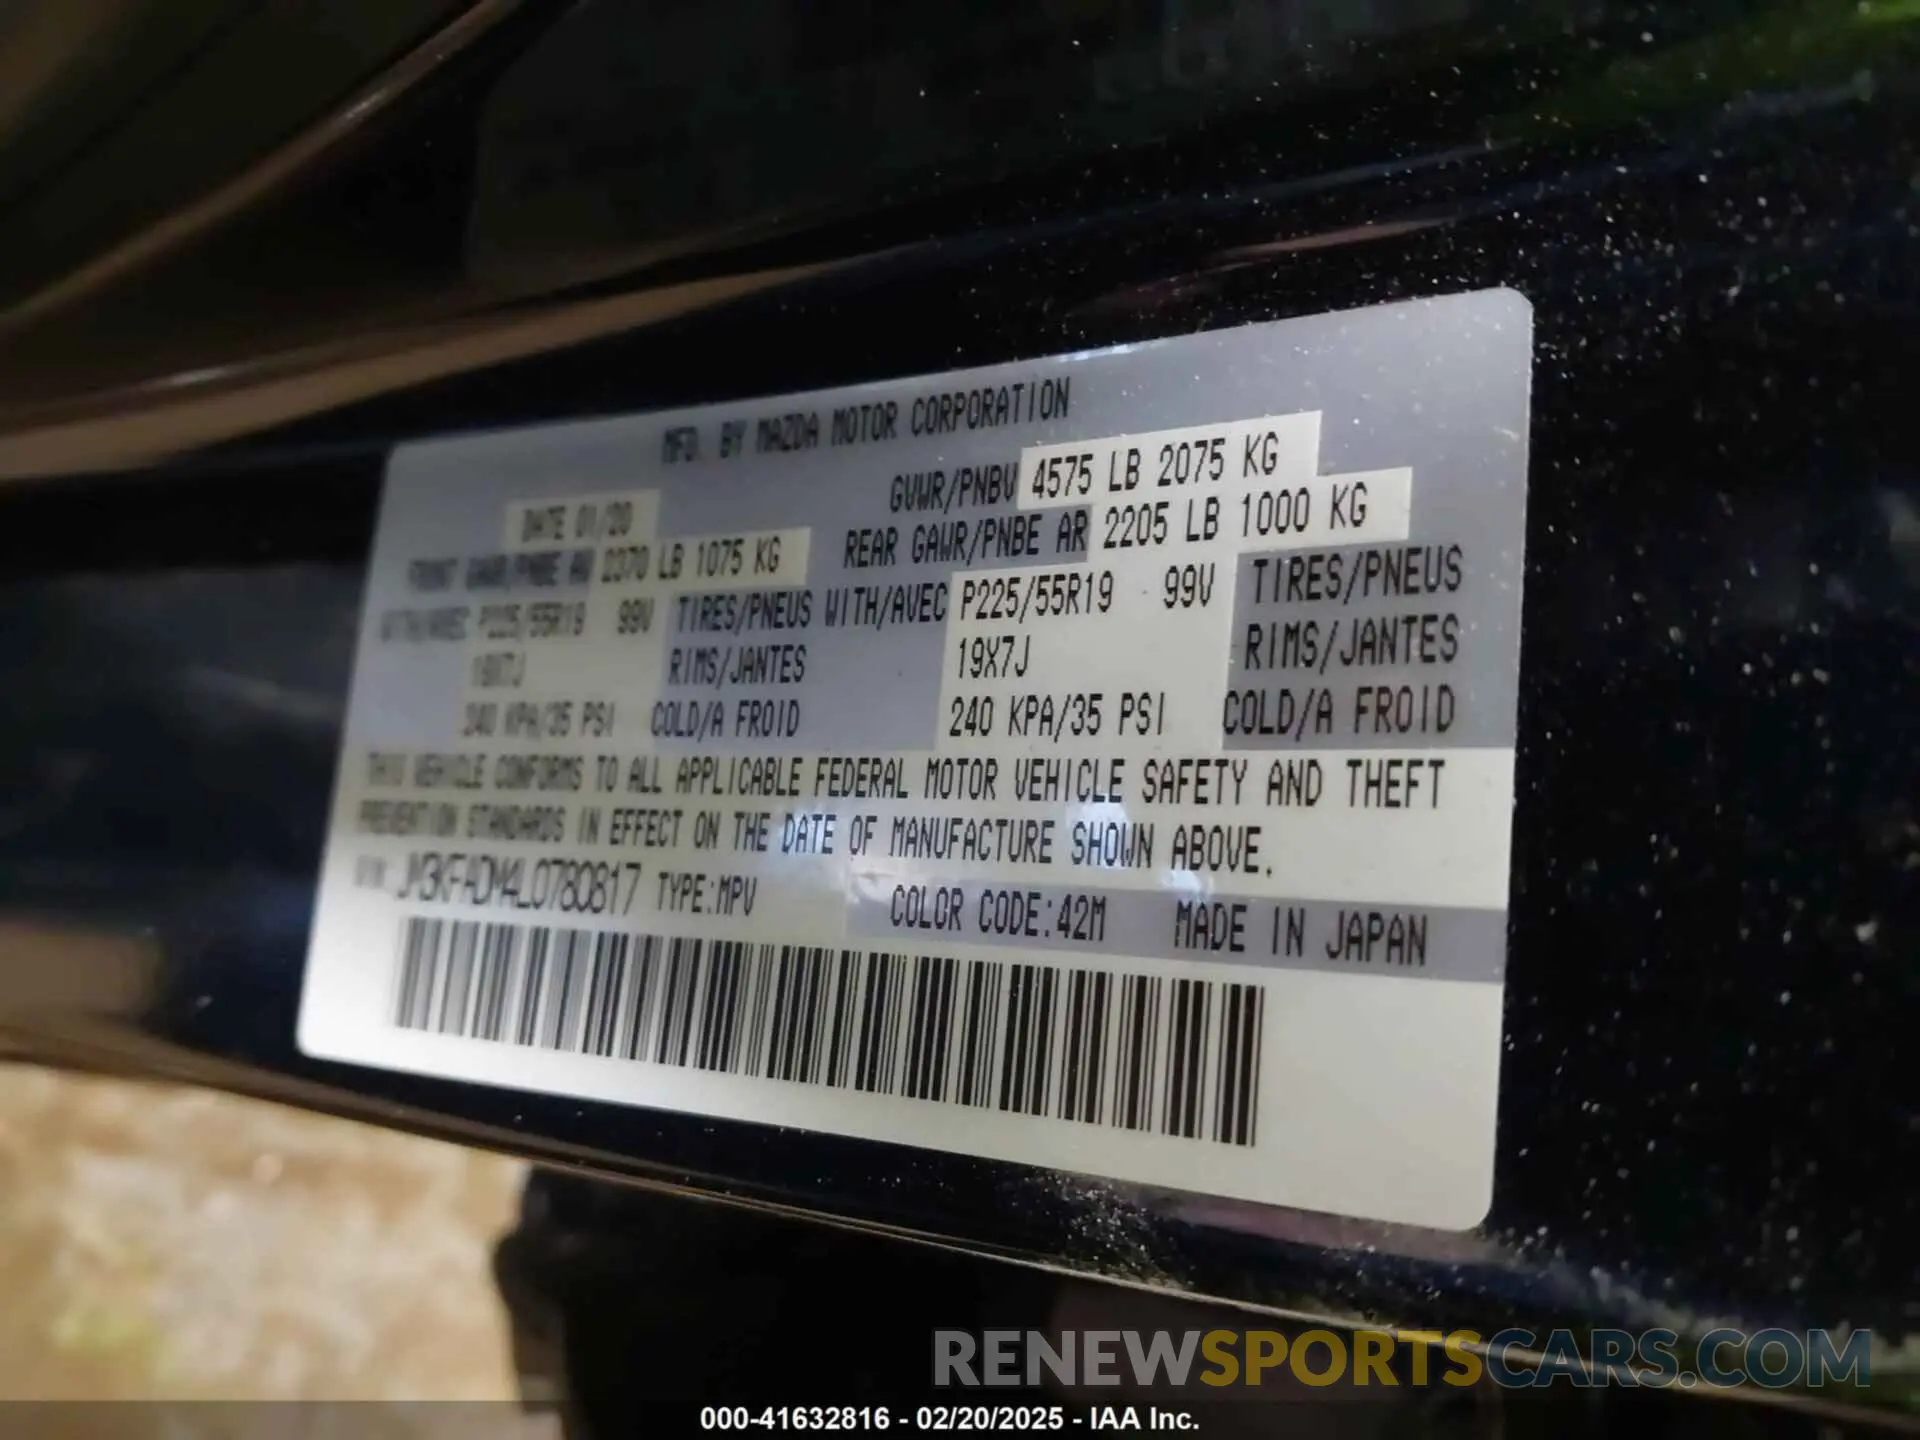 MFD. BY MAZDA MOTOR CORPORATION
DATE 01/20 GVWR/PNBV 4575 LB 2075 KG
FRONT GAWR/PNBE AV 2370 LB 1075 KG REAR GAWR/PNBE AR 2205 LB 1000 KG
WITH/AVEC P225/55R19 99V TIRES/PNEUS WITH/AVEC P225/55R19 99V TIRES/PNEUS
19X7J RIMS/JANTES 19X7J RIMS/JANTES
240 KPA/35 PSI COLD/A FROID 240 KPA/35 PSI COLD/A FROID
THIS VEHICLE CONFORMS TO ALL APPLICABLE FEDERAL MOTOR VEHICLE SAFETY AND THEFT
PREVENTION STANDARDS IN EFFECT ON THE DATE OF MANUFACTURE SHOWN ABOVE.
VIN: JM3KFADM4L0780817 TYPE:MPV COLOR CODE:42M MADE IN JAPAN
RENEWSPORTSCARS.COM
000-41632816 - 02/20/2025 - IAA Inc.